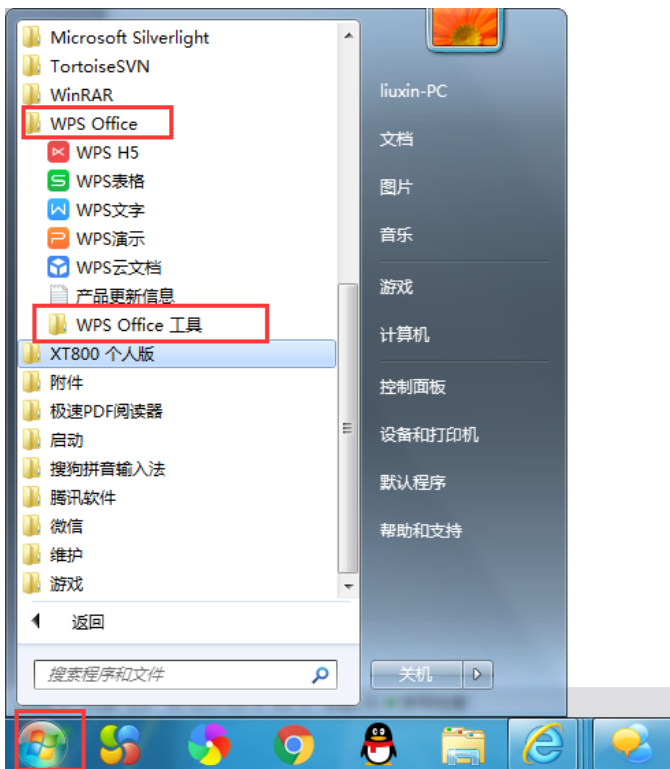 Microsoft Silverlight
TortoiseSVN
WinRAR
WPS Office
WPS H5
WPS表格
WPS文字
WPS演示
WPS云文档
产品更新信息
WPS Office 工具
XT800 个人版
附件
极速PDF阅读器
启动
搜狗拼音输入法
腾讯软件
微信
维护
游戏
返回
搜索程序和文件
liuxin-PC
文档
图片
音乐
游戏
计算机
控制面板
设备和打印机
默认程序
帮助和支持
关机